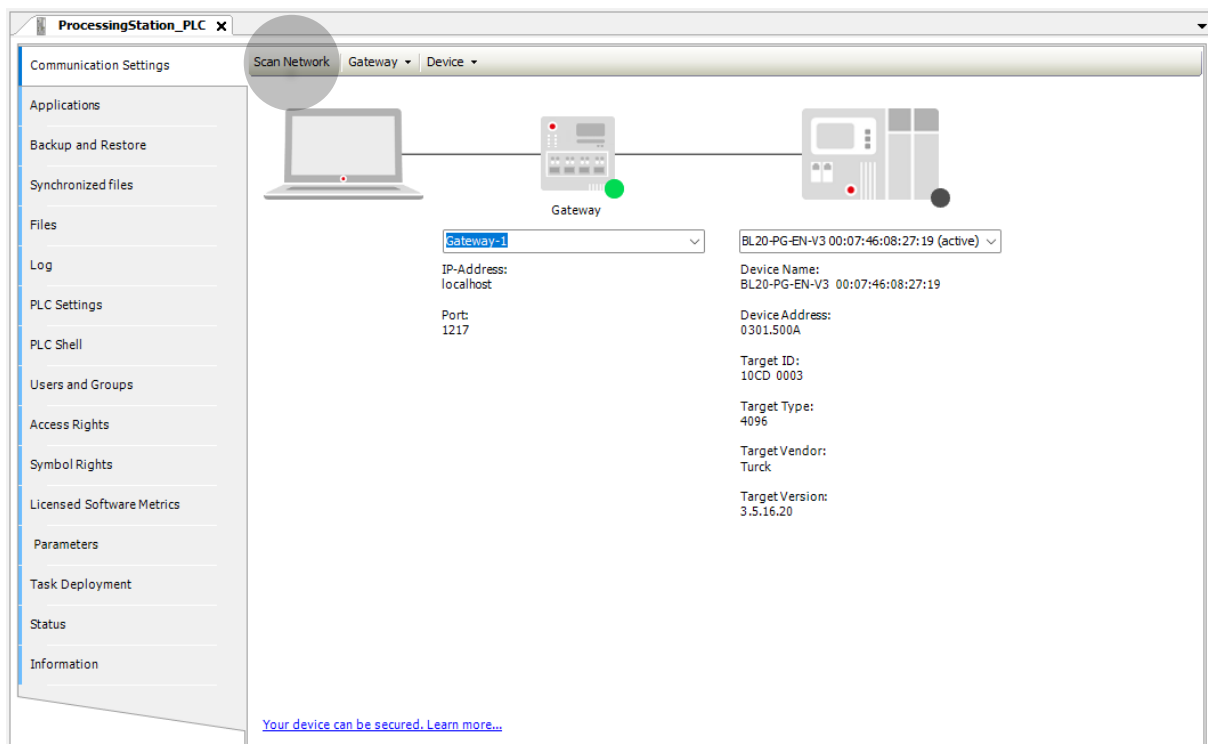 ProcessingStation_PLC
Communication Settings
Applications
Backup and Restore
Synchronized files
Files
Log
PLC Settings
PLC Shell
Users and Groups
Access Rights
Symbol Rights
Licensed Software Metrics
Parameters
Task Deployment
Status
Information
Scan Network Gateway Device
Gateway
Gateway-1
IP-Address:
localhost
Port:
1217
BL20-PG-EN-V3 00:07:46:08:27:19 (active)
Device Name:
BL20-PG-EN-V3 00:07:46:08:27:19
Device Address:
0301.500A
Target ID:
10CD 0003
Target Type:
4096
Target Vendor:
Turck
Target Version:
3.5.16.20
Your device can be secured. Learn more...